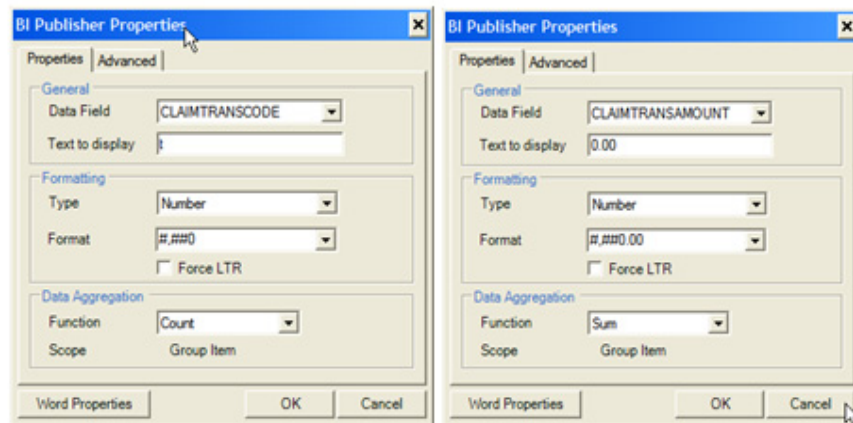 BI Publisher Properties
Properties Advanced
General
Data Field CLAIMTRANSCODE
Text to display t
Formatting
Type Number
Format #,##0
Force LTR
Data Aggregation
Function Count
Scope Group Item
Word Properties OK Cancel
BI Publisher Properties
Properties Advanced
General
Data Field CLAIMTRANSAMOUNT
Text to display 0.00
Formatting
Type Number
Format #,##0.00
Force LTR
Data Aggregation
Function Sum
Scope Group Item
Word Properties OK Cancel